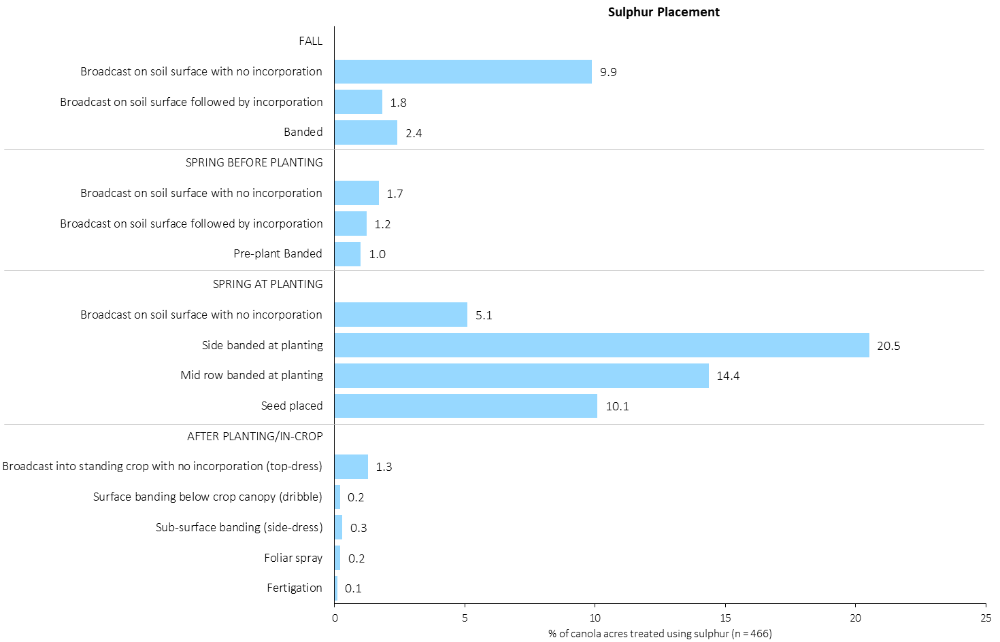 Sulphur Placement
FALL
Broadcast on soil surface with no incorporation 9.9
Broadcast on soil surface followed by incorporation 1.8
Banded 2.4
SPRING BEFORE PLANTING
Broadcast on soil surface with no incorporation 1.7
Broadcast on soil surface followed by incorporation 1.2
Pre-plant Banded 1.0
SPRING AT PLANTING
Broadcast on soil surface with no incorporation 5.1
Side banded at planting 20.5
Mid row banded at planting 14.4
Seed placed 10.1
AFTER PLANTING/IN-CROP
Broadcast into standing crop with no incorporation (top-dress) 1.3
Surface banding below crop canopy (dribble) 0.2
Sub-surface banding (side-dress) 0.3
Foliar spray 0.2
Fertigation 0.1
0 5 10 15 20 25
% of canola acres treated using sulphur (n = 466)